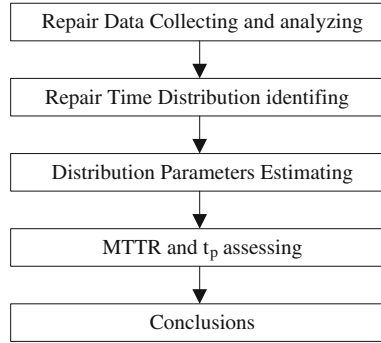 Repair Data Collecting and analyzing
Repair Time Distribution identifing
Distribution Parameters Estimating
MTTR and tp assessing
Conclusions